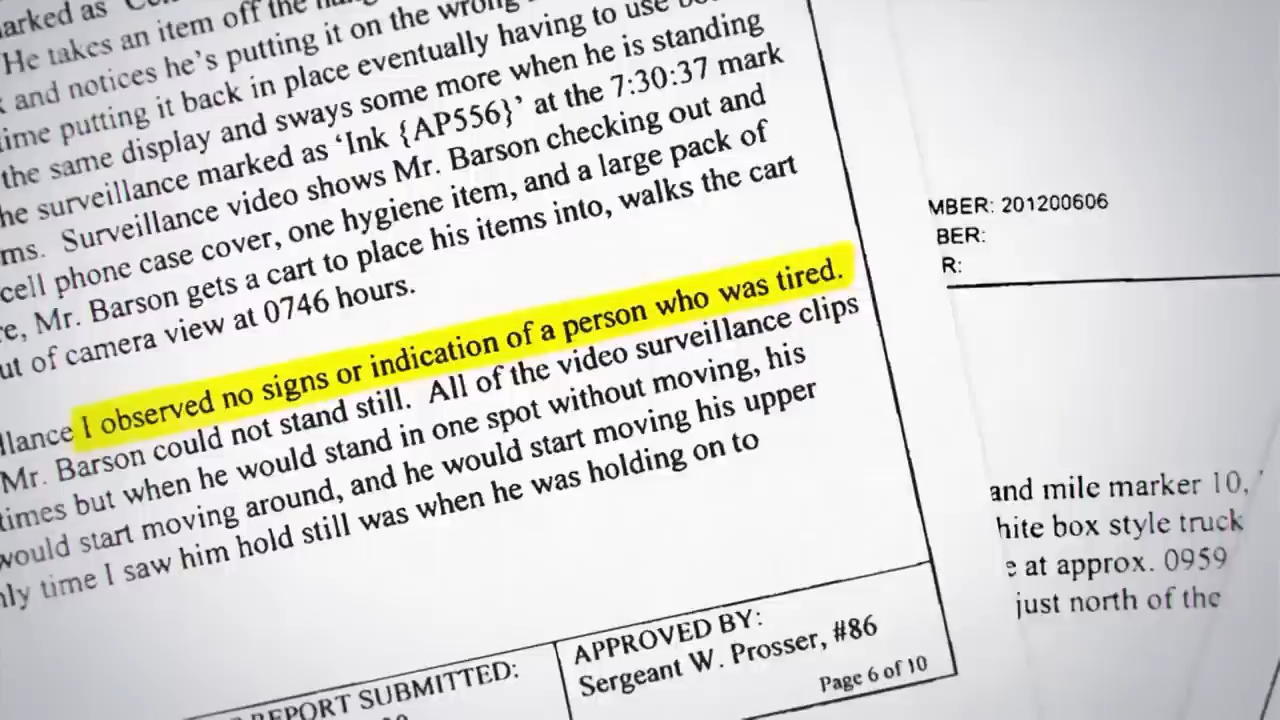 arked as
He takes an item off the
and notices he's putting it on the wrong
ime putting it back in place eventually having to use
the same display and sways some more when he is standing
he surveillance marked as 'Ink {AP556}' at the 7:30:37 mark
ms. Surveillance video shows Mr. Barson checking out and
cell phone case cover, one hygiene item, and a large pack of
e, Mr. Barson gets a cart to place his items into, walks the cart
ut of camera view at 0746 hours.
llance I observed no signs or indication of a person who was tired.
Mr. Barson could not stand still. All of the video surveillance clips
times but when he would stand in one spot without moving, his
would start moving around, and he would start moving his upper
nly time I saw him hold still was when he was holding on to
REPORT SUBMITTED:
APPROVED BY:
Sergeant W. Prosser, #86
Page 6 of 10
MBER: 201200606
BER:
R:
and mile marker 10,
hite box style truck
e at approx. 0959
just north of the